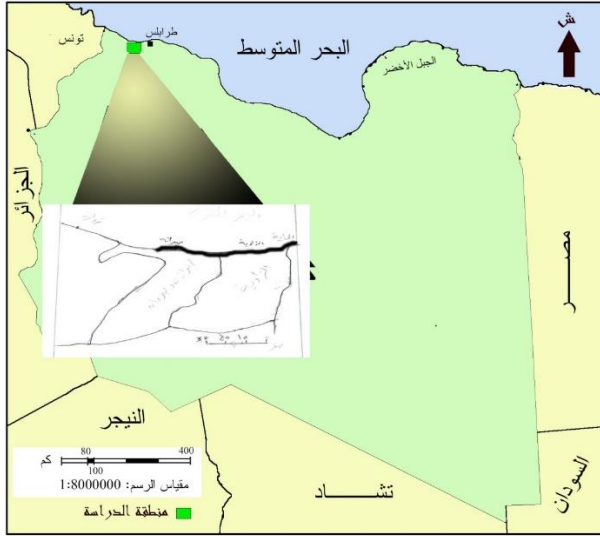 ش
تونس
طرابلس
البحر المتوسط
الجبل الأخضر
الجزائر
مصر
النيجر
تشاد
السودان
80 400
كم
100
مقياس الرسم: 1:8000000
منطقة الدراسة